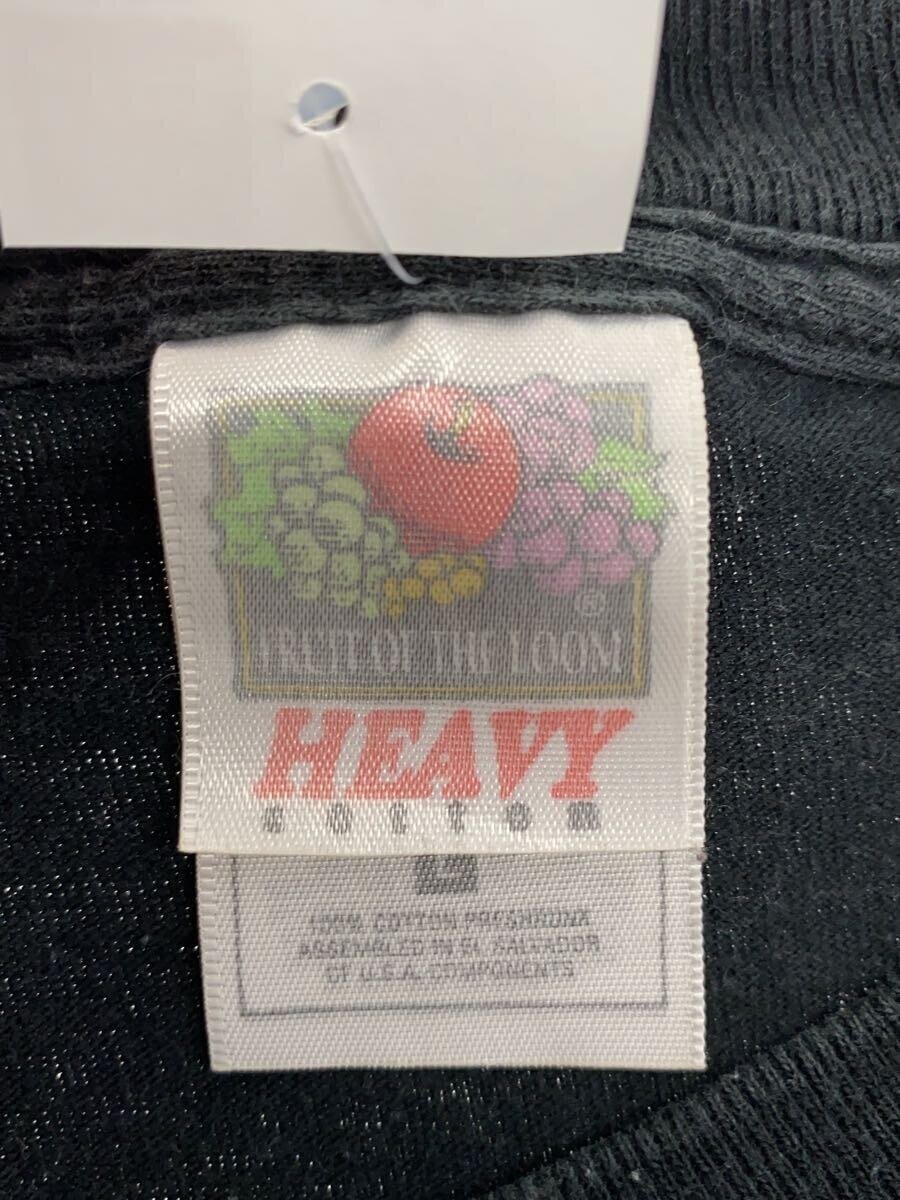 ®
FRUIT OF THE LOOM
HEAVY
COTTON
L
100% COTTON PRESHRUNK
ASSEMBLED IN EL SALVADOR
OF U.S.A. COMPONENTS